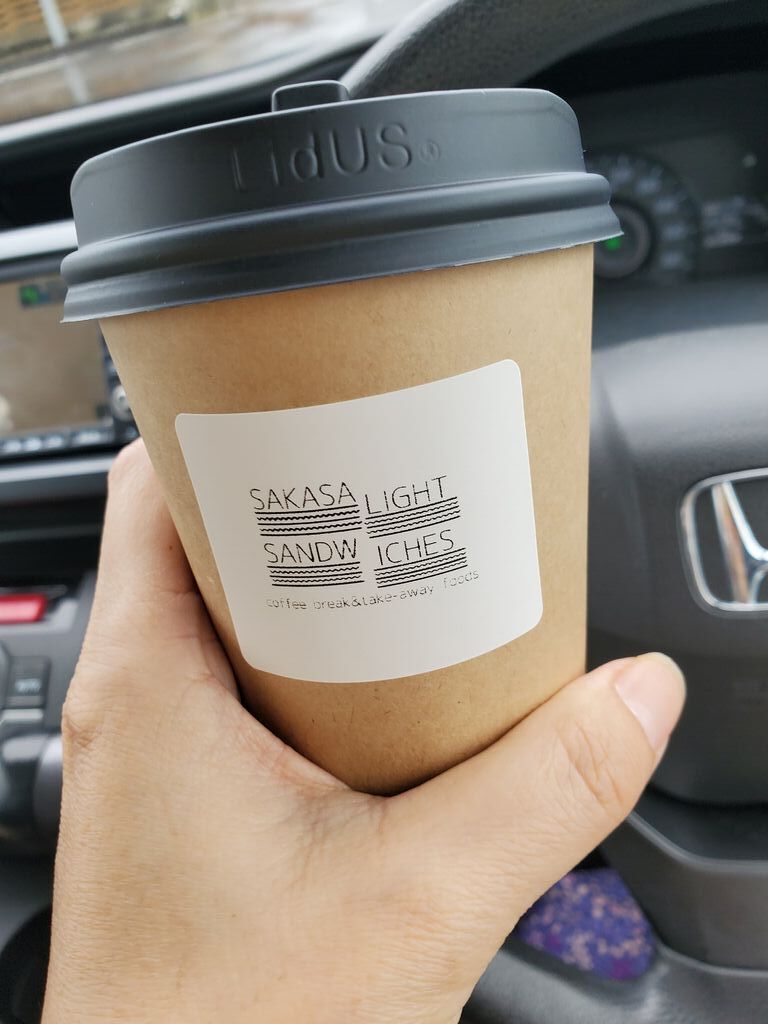 LidUS®
SAKASA LIGHT
SANDW ICHES
coffee break&take-away foods